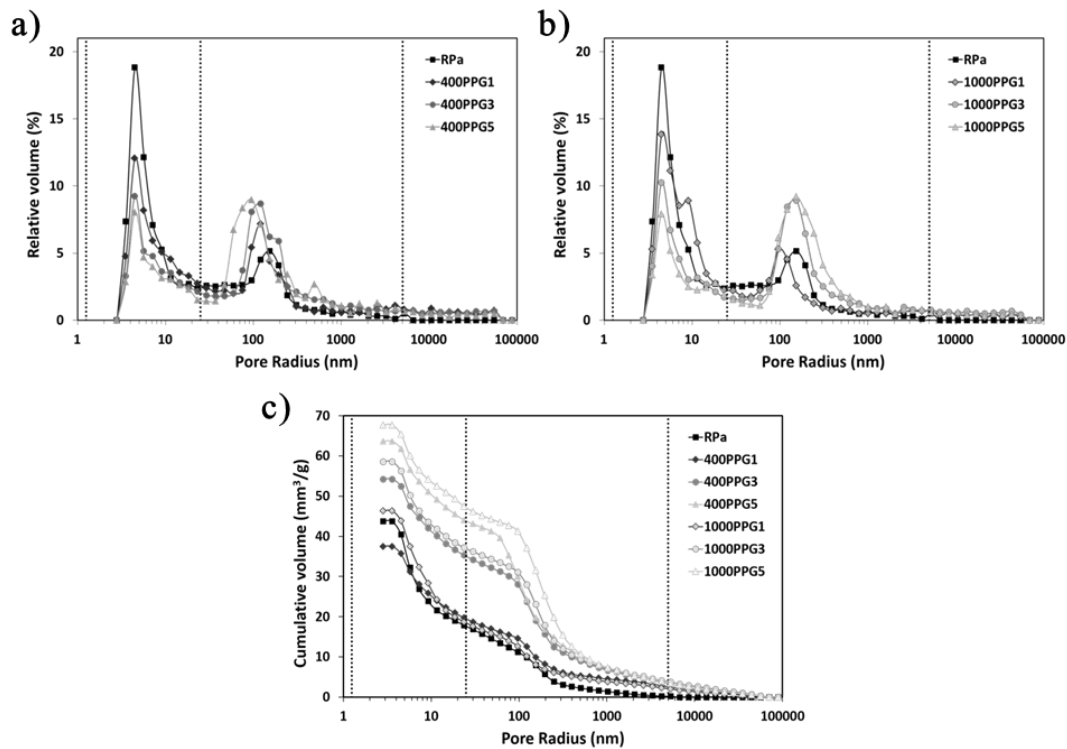 a)
Relative volume (%)
20
15
10
5
0
1
10
100
1000
10000
100000
Pore Radius (nm)
RPa
400PPG1
400PPG3
400PPG5
b)
Relative volume (%)
20
15
10
5
0
1
10
100
1000
10000
100000
Pore Radius (nm)
RPa
1000PPG1
1000PPG3
1000PPG5
c)
Cumulative volume (mm³/g)
70
60
50
40
30
20
10
0
1
10
100
1000
10000
100000
Pore Radius (nm)
RPa
400PPG1
400PPG3
400PPG5
1000PPG1
1000PPG3
1000PPG5